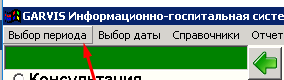 GARVIS Информационно-госпитальная систе
Выбор периода Выбор даты Справочники Отчет
Консультация